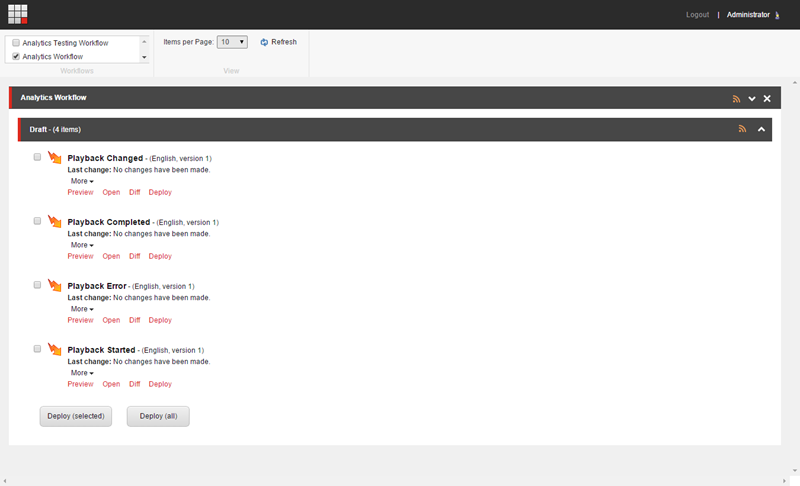 Logout | Administrator
Analytics Testing Workflow
Analytics Workflow
Workflows
Items per Page: 10 Refresh
View
Analytics Workflow
Draft - (4 items)
Playback Changed - (English, version 1)
Last change: No changes have been made.
More
Preview Open Diff Deploy
Playback Completed - (English, version 1)
Last change: No changes have been made.
More
Preview Open Diff Deploy
Playback Error - (English, version 1)
Last change: No changes have been made.
More
Preview Open Diff Deploy
Playback Started - (English, version 1)
Last change: No changes have been made.
More
Preview Open Diff Deploy
Deploy (selected) Deploy (all)